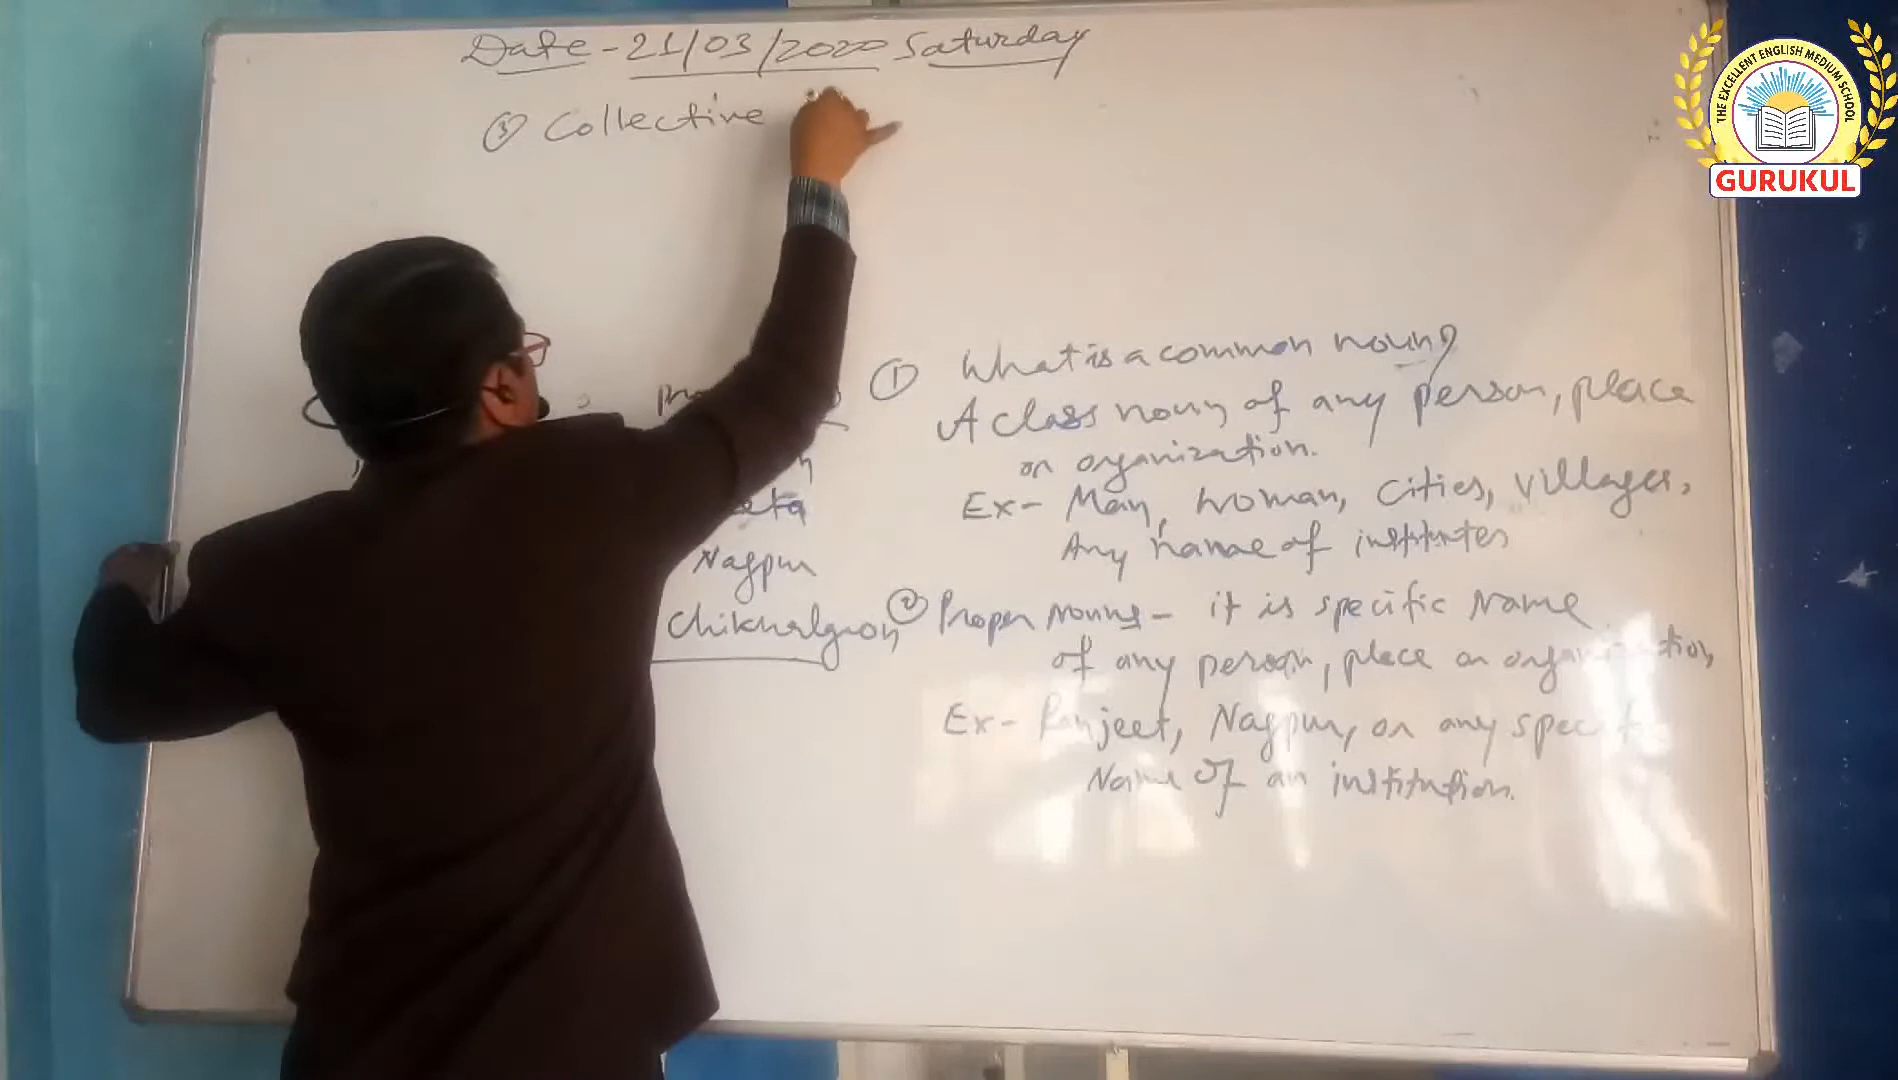 Date - 21/03/2020 Saturday
③ Collective
Nagpur
Chikhalgaon
① What is a common noun?
A class noun of any person, place
or organization.
Ex- Man, woman, cities, villages,
Any name of institutes
② Proper nouns - it is specific Name
of any person, place or organization
Ex- Ranjeet, Nagpur, or any specific
Name of an institution.
THE EXCELLENT ENGLISH MEDIUM SCHOOL
GURUKUL